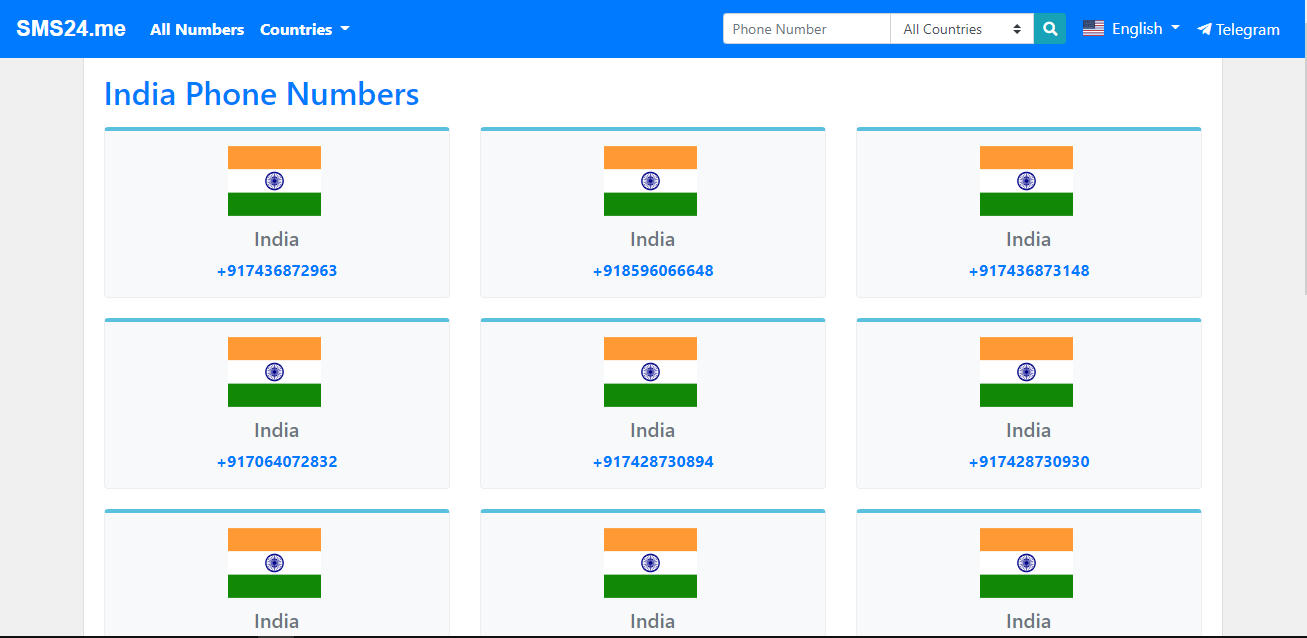 SMS24.me All Numbers Countries Phone Number All Countries English Telegram
India Phone Numbers
India India India
+917436872963 +918596066648 +917436873148
India India India
+917064072832 +917428730894 +917428730930
India India India